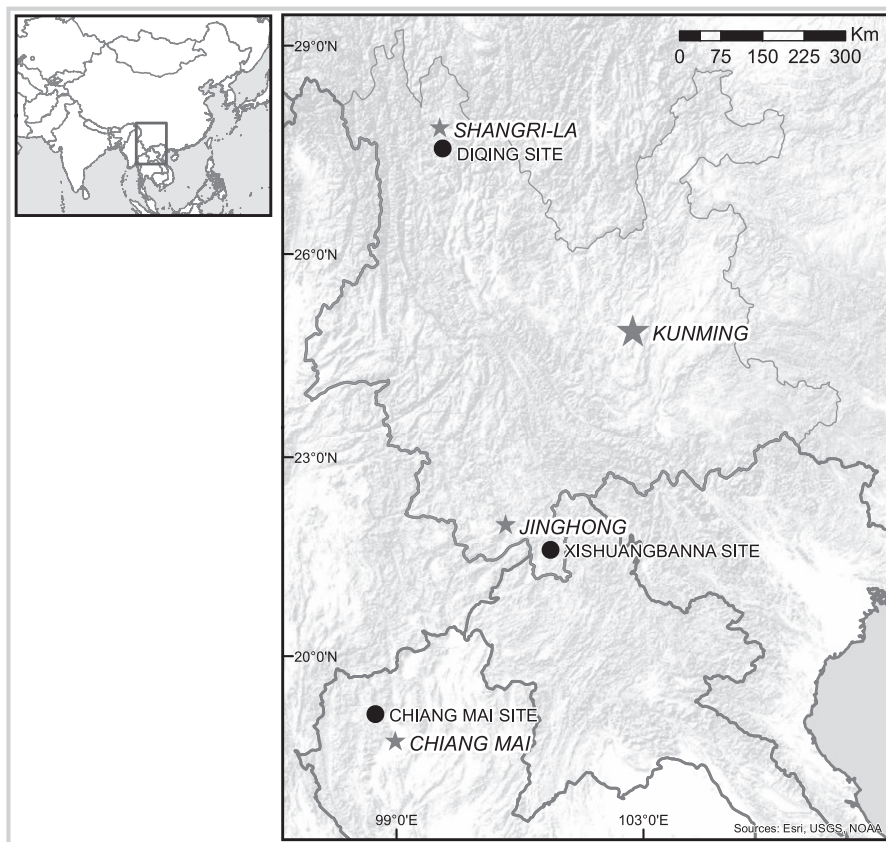 Km
0 75 150 225 300
29°0'N
SHANGRI-LA
DIQING SITE
26°0'N
KUNMING
23°0'N
JINGHONG
XISHUANGBANNA SITE
20°0'N
CHIANG MAI SITE
CHIANG MAI
99°0'E
103°0'E
Sources: Esri, USGS, NOAA